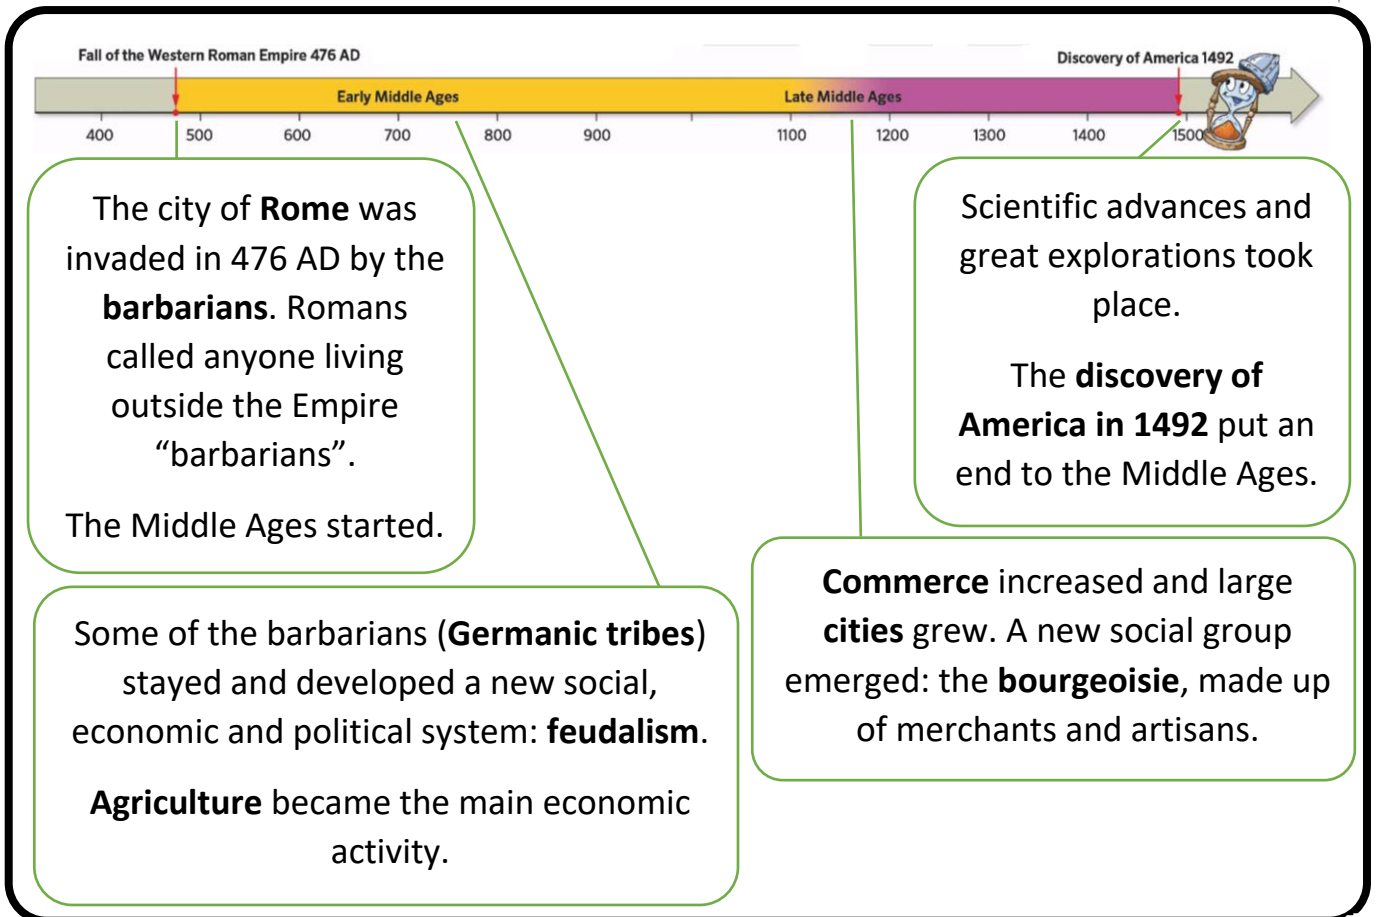 Fall of the Western Roman Empire 476 AD
Discovery of America 1492
Early Middle Ages
Late Middle Ages
400 500 600 700 800 900 1100 1200 1300 1400 1500
The city of Rome was
invaded in 476 AD by the
barbarians. Romans
called anyone living
outside the Empire
“barbarians”.
The Middle Ages started.
Scientific advances and
great explorations took
place.
The discovery of
America in 1492 put an
end to the Middle Ages.
Some of the barbarians (Germanic tribes)
stayed and developed a new social,
economic and political system: feudalism.
Agriculture became the main economic
activity.
Commerce increased and large
cities grew. A new social group
emerged: the bourgeoisie, made up
of merchants and artisans.